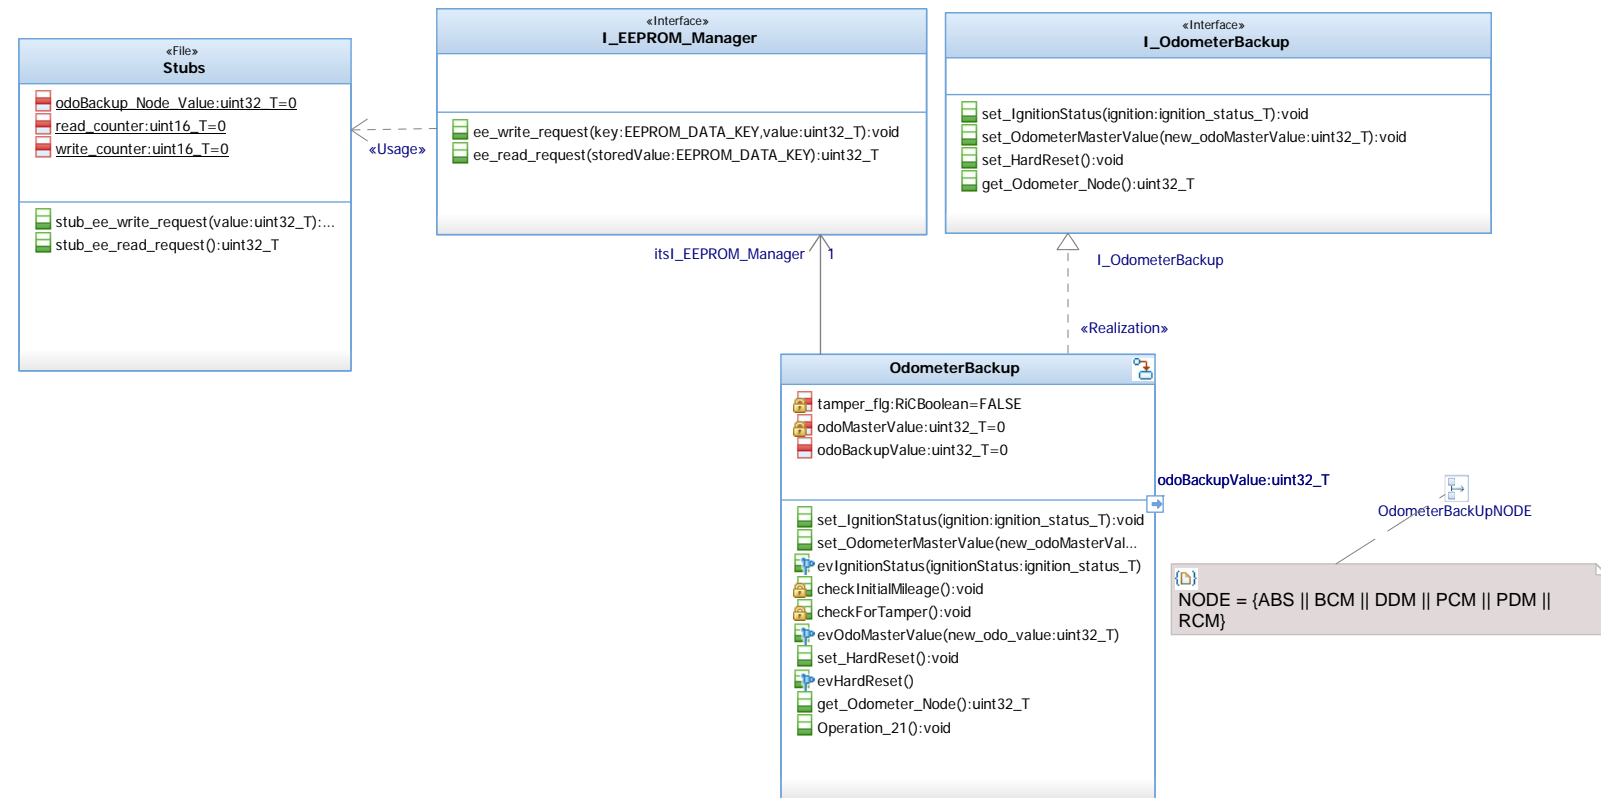 «File»
Stubs
odoBackup_Node_Value:uint32_T=0
read_counter:uint16_T=0
write_counter:uint16_T=0
stub_ee_write_request(value:uint32_T):...
stub_ee_read_request():uint32_T
«Usage»
«Interface»
I_EEPROM_Manager
ee_write_request(key:EEPROM_DATA_KEY,value:uint32_T):void
ee_read_request(storedValue:EEPROM_DATA_KEY):uint32_T
«Interface»
I_OdometerBackup
set_IgnitionStatus(ignition:ignition_status_T):void
set_OdometerMasterValue(new_odoMasterValue:uint32_T):void
set_HardReset():void
get_Odometer_Node():uint32_T
itsI_EEPROM_Manager
1
I_OdometerBackup
«Realization»
OdometerBackup
tamper_flg:RiCBoolean=FALSE
odoMasterValue:uint32_T=0
odoBackupValue:uint32_T=0
set_IgnitionStatus(ignition:ignition_status_T):void
set_OdometerMasterValue(new_odoMasterVal...
evIgnitionStatus(ignitionStatus:ignition_status_T)
checkInitialMileage():void
checkForTamper():void
evOdoMasterValue(new_odo_value:uint32_T)
set_HardReset():void
evHardReset()
get_Odometer_Node():uint32_T
Operation_21():void
odoBackupValue:uint32_T
OdometerBackUpNODE
NODE = {ABS || BCM || DDM || PCM || PDM ||
RCM}